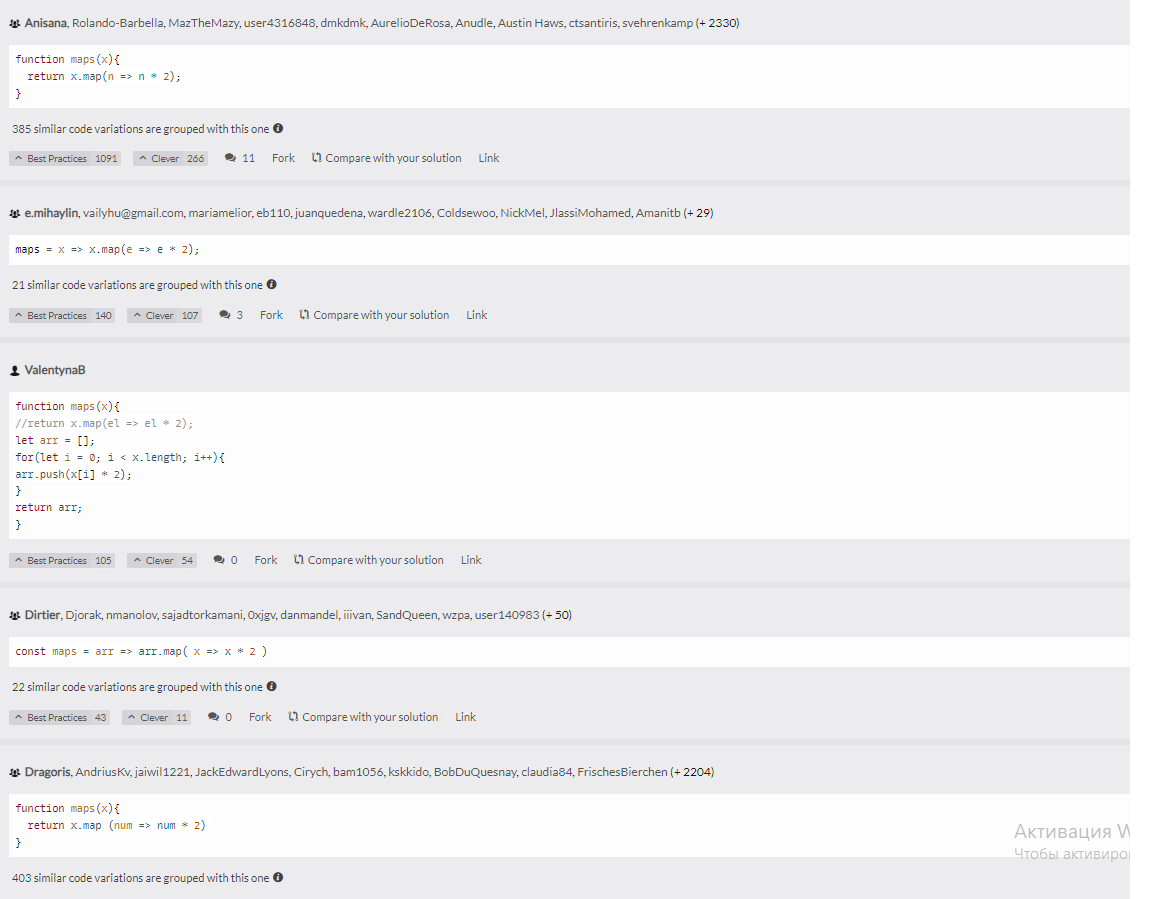 Anisana, Rolando-Barbella, MazTheMazy, user4316848, dmkdmk, AurelioDeRosa, Anudle, Austin Haws, ctsantiris, svehrenkamp (+ 2330)
function maps(x){
  return x.map(n => n * 2);
}
385 similar code variations are grouped with this one
Best Practices 1091 Clever 266 11 Fork Compare with your solution Link
e.mihaylin, vailyhu@gmail.com, mariamelior, eb110, juanquedena, wardle2106, Coldsewoo, NickMel, JlassiMohamed, Amanitb (+ 29)
maps = x => x.map(e => e * 2);
21 similar code variations are grouped with this one
Best Practices 140 Clever 107 3 Fork Compare with your solution Link
ValentynaB
function maps(x){
//return x.map(el => el * 2);
let arr = [];
for(let i = 0; i < x.length; i++){
arr.push(x[i] * 2);
}
return arr;
}
Best Practices 105 Clever 54 0 Fork Compare with your solution Link
Dirtier, Djorak, nmanolov, sajadtorkamani, 0xjgv, danmandel, iiivan, SandQueen, wzpa, user140983 (+ 50)
const maps = arr => arr.map( x => x * 2 )
22 similar code variations are grouped with this one
Best Practices 43 Clever 11 0 Fork Compare with your solution Link
Dragoris, AndriusKv, jaiwil1221, JackEdwardLyons, Cirych, bam1056, kskkido, BobDuQuesnay, claudia84, FrischesBierchen (+ 2204)
function maps(x){
  return x.map (num => num * 2)
}
Активация W
Чтобы активиро
403 similar code variations are grouped with this one